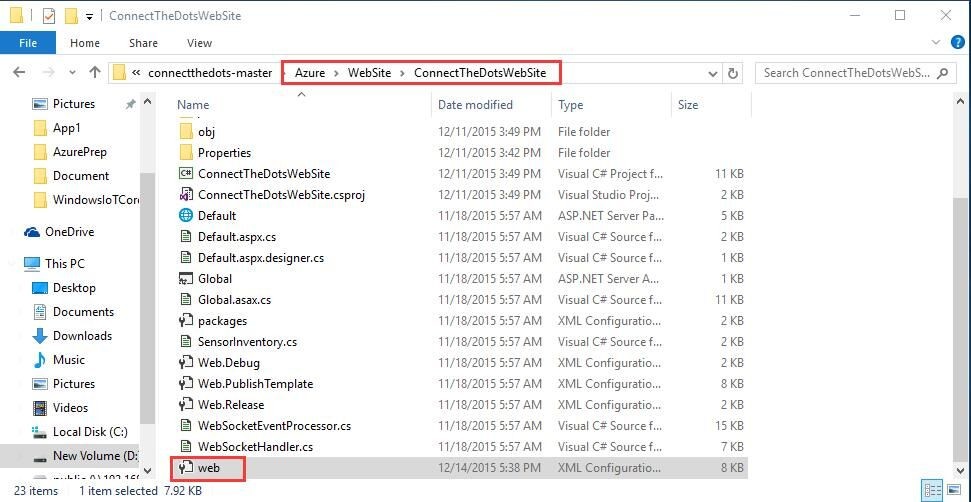 ConnectTheDotsWebSite
File Home Share View
« connectthedots-master › Azure › WebSite › ConnectTheDotsWebSite Search ConnectTheDotsWebS...
Name Date modified Type Size
Pictures
App1
AzurePrep
Document
WindowsIoTCor
OneDrive
This PC
Desktop
Documents
Downloads
Music
Pictures
Videos
Local Disk (C:)
New Volume (D:
obj 12/11/2015 3:49 PM File folder
Properties 12/11/2015 3:42 PM File folder
ConnectTheDotsWebSite 12/11/2015 3:49 PM Visual C# Project f... 11 KB
ConnectTheDotsWebSite.csproj 12/11/2015 3:49 PM Visual Studio Proj... 2 KB
Default 11/18/2015 5:57 AM ASP.NET Server Pa... 5 KB
Default.aspx.cs 11/18/2015 5:57 AM Visual C# Source f... 2 KB
Default.aspx.designer.cs 11/18/2015 5:57 AM Visual C# Source f... 1 KB
Global 11/18/2015 5:57 AM ASP.NET Server A... 1 KB
Global.asax.cs 11/18/2015 5:57 AM Visual C# Source f... 11 KB
packages 11/18/2015 5:57 AM XML Configuratio... 2 KB
SensorInventory.cs 11/18/2015 5:57 AM Visual C# Source f... 2 KB
Web.Debug 11/18/2015 5:57 AM XML Configuratio... 2 KB
Web.PublishTemplate 11/18/2015 5:57 AM XML Configuratio... 8 KB
Web.Release 11/18/2015 5:57 AM XML Configuratio... 2 KB
WebSocketEventProcessor.cs 11/18/2015 5:57 AM Visual C# Source f... 15 KB
WebSocketHandler.cs 11/18/2015 5:57 AM Visual C# Source f... 7 KB
web 12/14/2015 5:38 PM XML Configuratio... 8 KB
23 items 1 item selected 7.92 KB